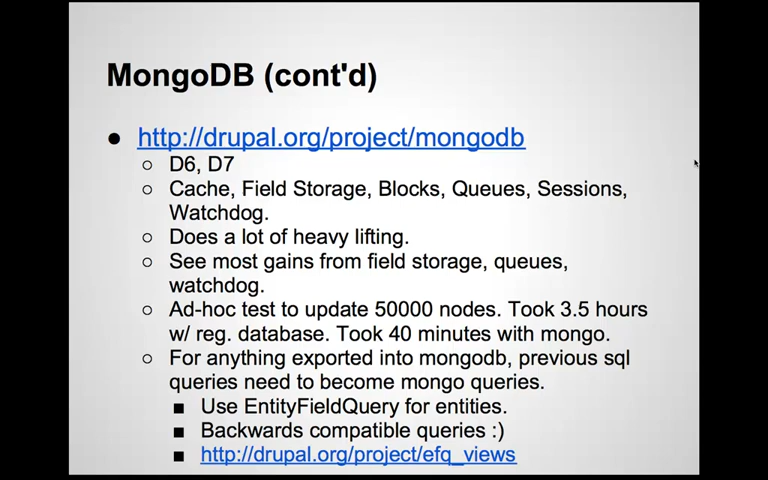 MongoDB (cont'd)
● http://drupal.org/project/mongodb
○ D6, D7
○ Cache, Field Storage, Blocks, Queues, Sessions,
Watchdog.
○ Does a lot of heavy lifting.
○ See most gains from field storage, queues,
watchdog.
○ Ad-hoc test to update 50000 nodes. Took 3.5 hours
w/ reg. database. Took 40 minutes with mongo.
○ For anything exported into mongodb, previous sql
queries need to become mongo queries.
■ Use EntityFieldQuery for entities.
■ Backwards compatible queries :)
■ http://drupal.org/project/efq_views